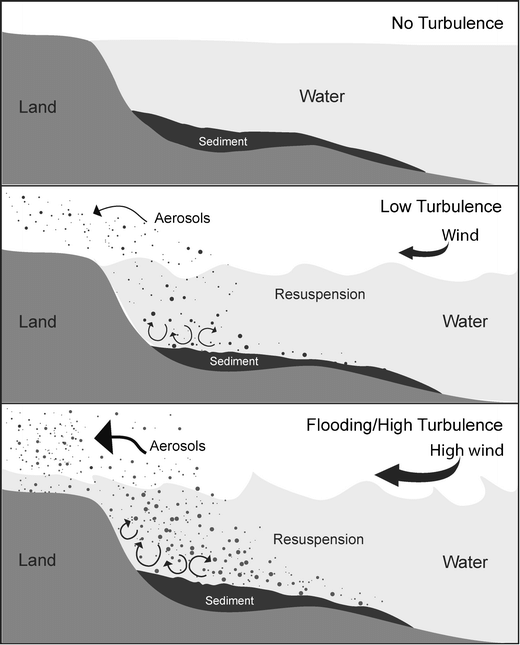 No Turbulence
Water
Land
Sediment
Low Turbulence
Aerosols
Wind
Resuspension
Land
Water
Sediment
Flooding/High Turbulence
Aerosols
High wind
Resuspension
Land
Water
Sediment